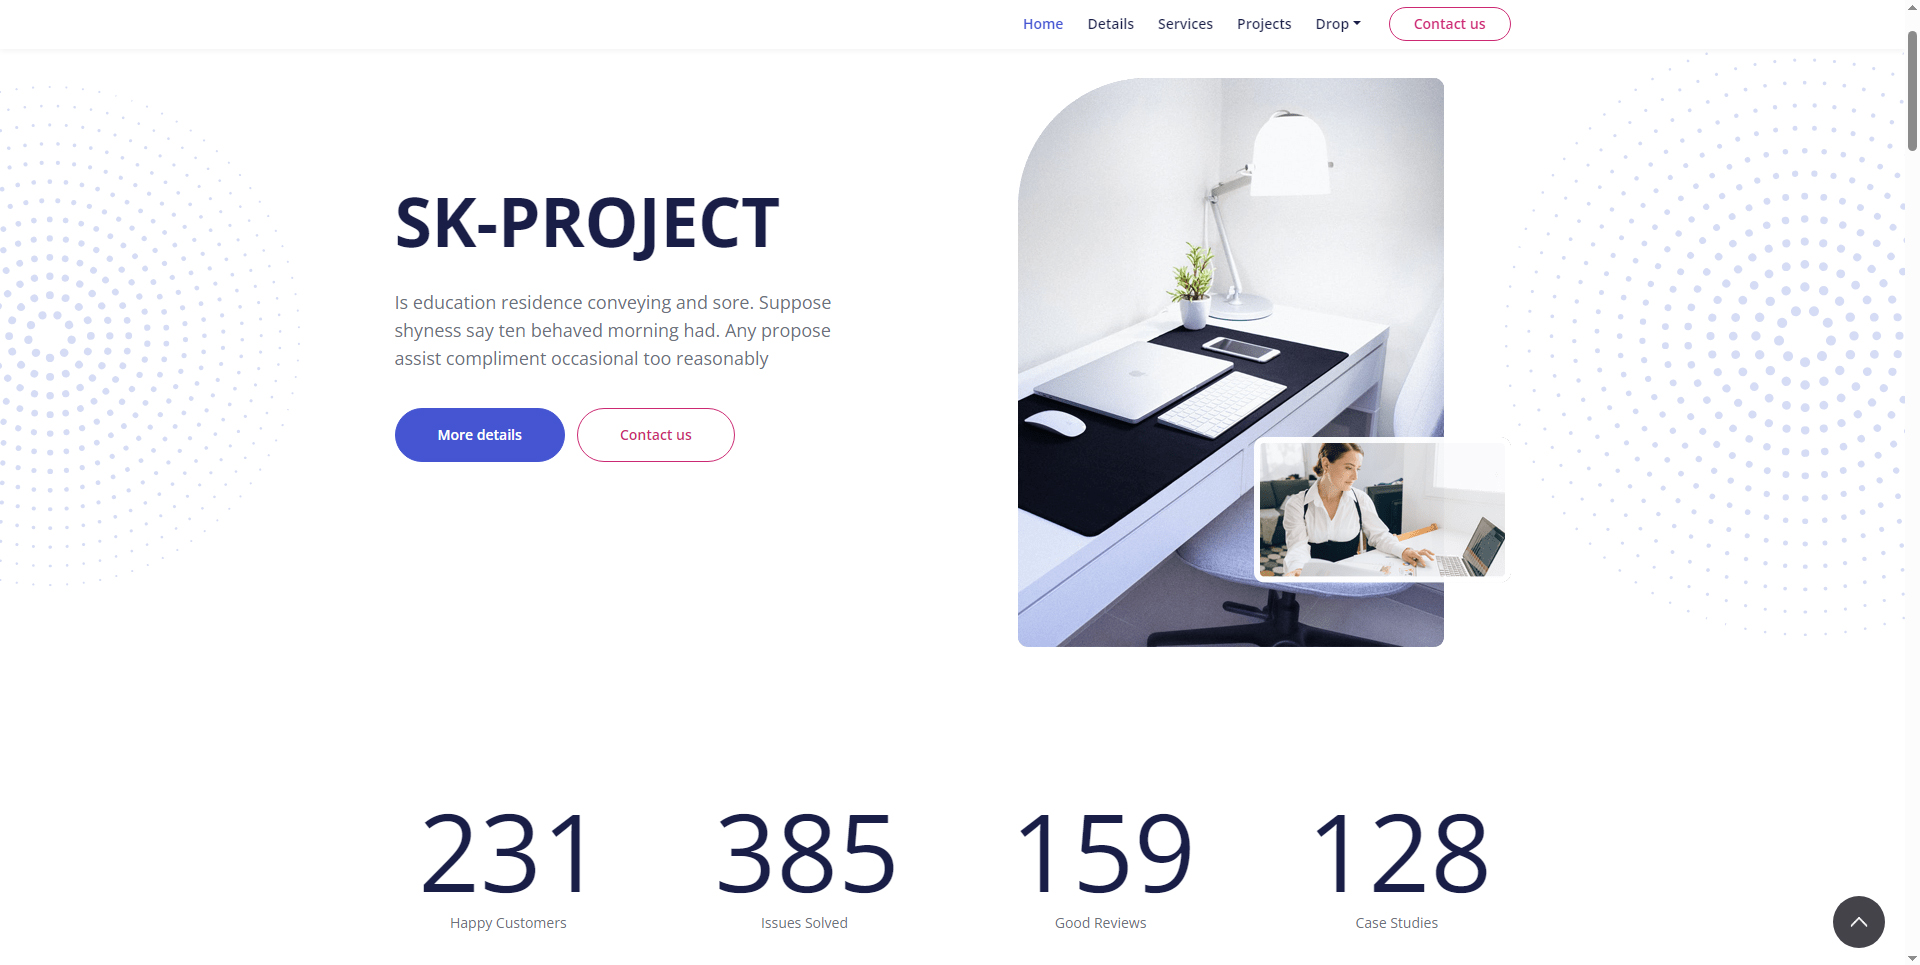 Home Details Services Projects Drop Contact us
SK-PROJECT
Is education residence conveying and sore. Suppose
shyness say ten behaved morning had. Any propose
assist compliment occasional too reasonably
More details Contact us
231 385 159 128
Happy Customers Issues Solved Good Reviews Case Studies